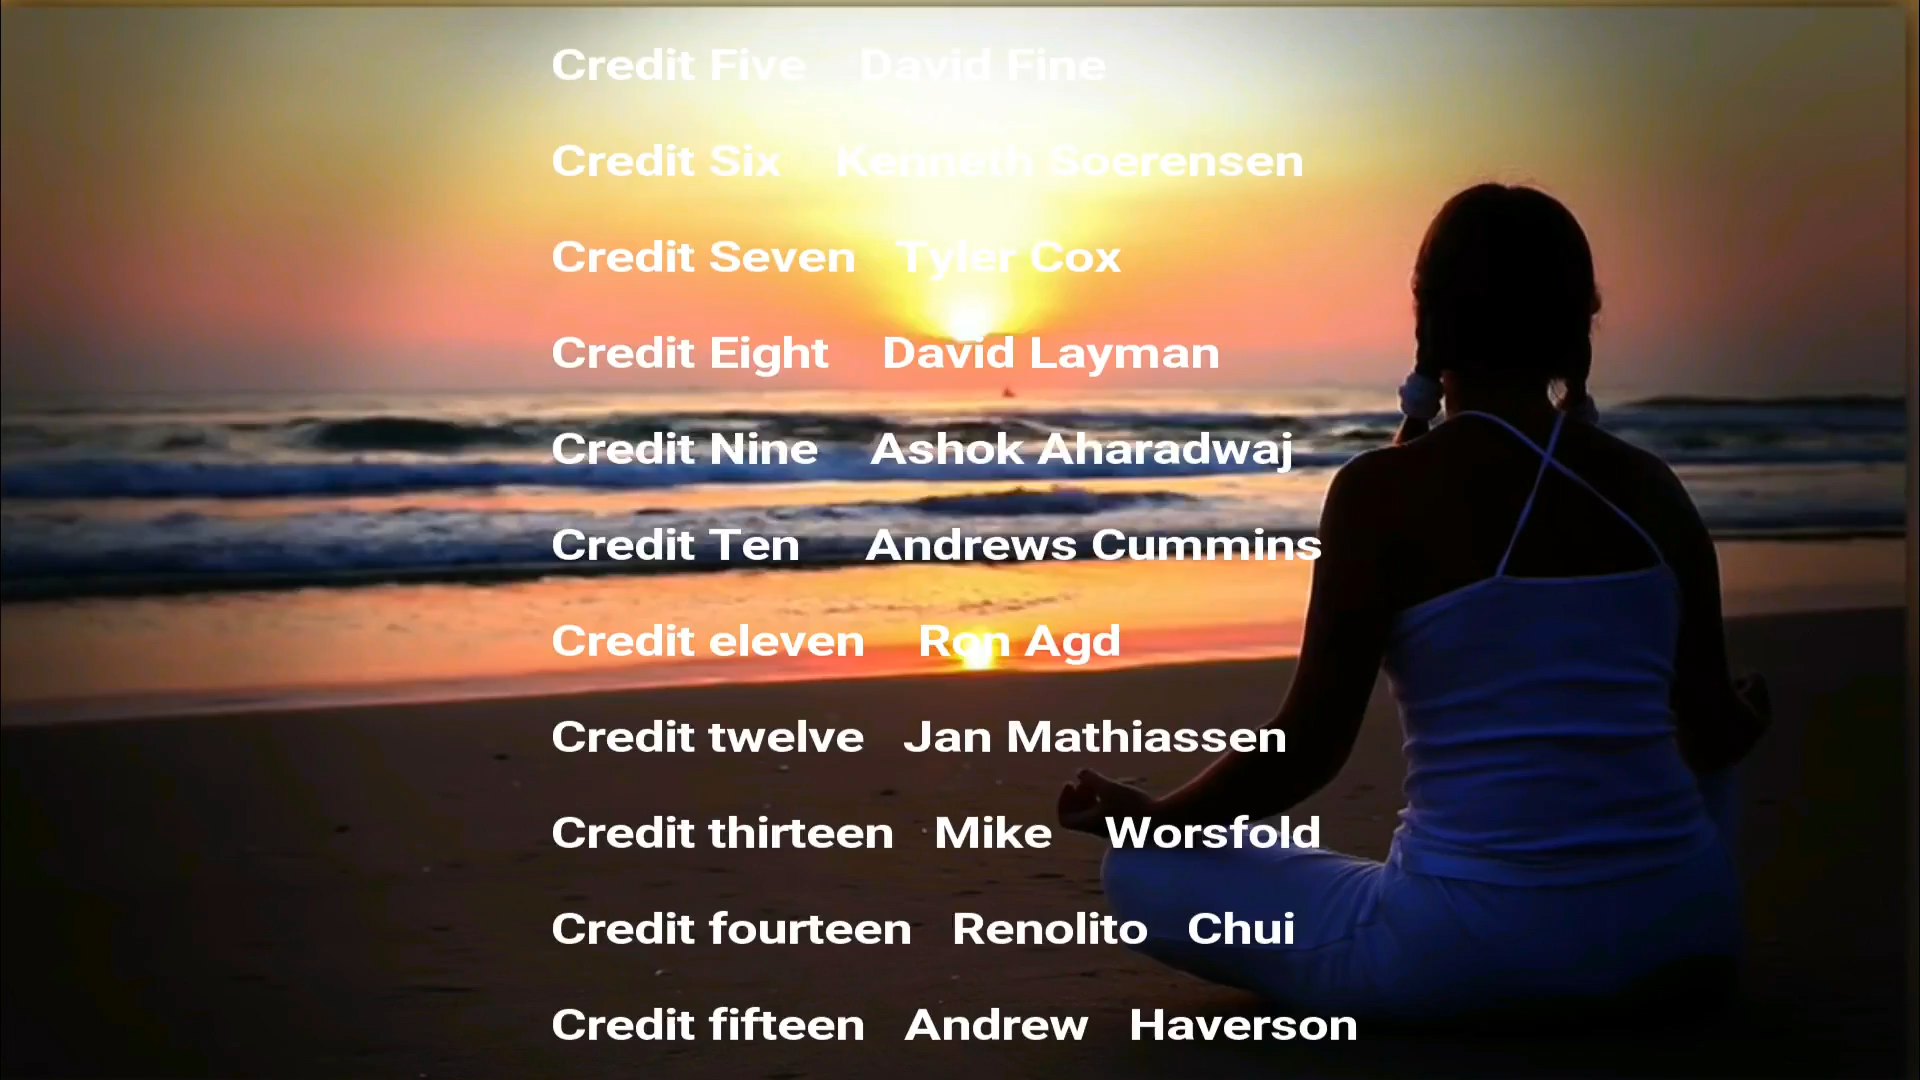 Credit Five David Fine
Credit Six Kenneth Soerensen
Credit Seven Tyler Cox
Credit Eight David Layman
Credit Nine Ashok Aharadwaj
Credit Ten Andrews Cummins
Credit eleven Ron Agd
Credit twelve Jan Mathiassen
Credit thirteen Mike Worsfold
Credit fourteen Renolito Chui
Credit fifteen Andrew Haverson